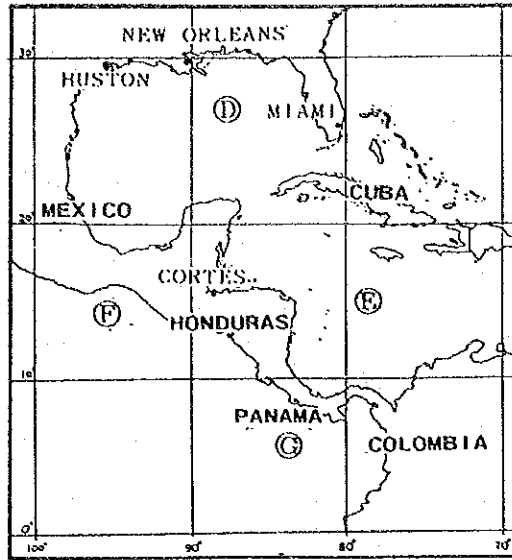 NEW ORLEANS
30°
HUSTON
D
MIAMI
CUBA
MEXICO
20°
CORTES
E
F
HONDURAS
10°
PANAMA
G
COLOMBIA
0°
100° 90° 80° 70°